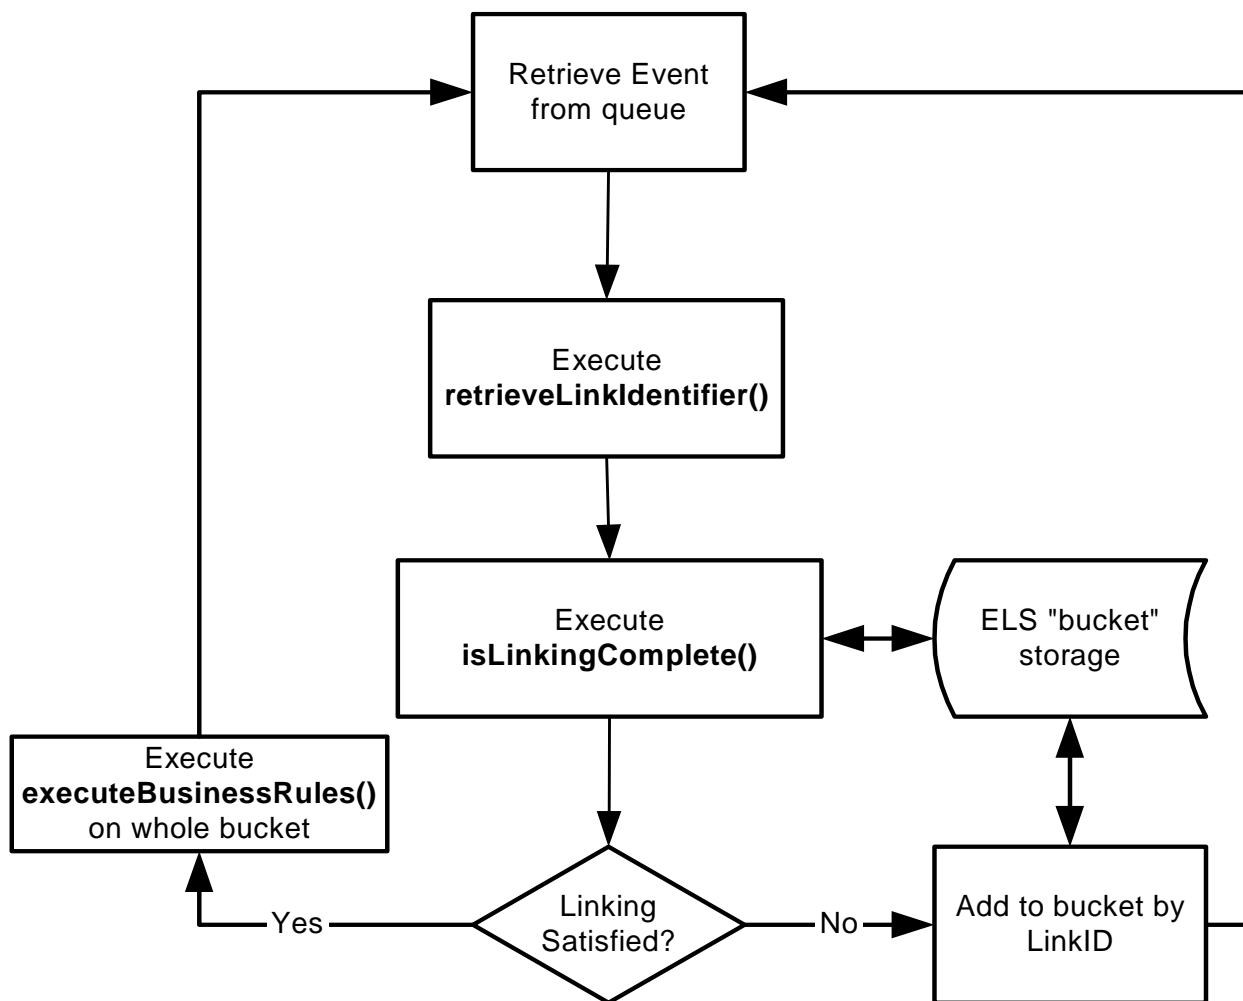 Retrieve Event
from queue
Execute
retrieveLinkIdentifier()
Execute
isLinkingComplete()
ELS "bucket"
storage
Execute
executeBusinessRules()
on whole bucket
Linking
Satisfied?
Yes
No
Add to bucket by
LinkID